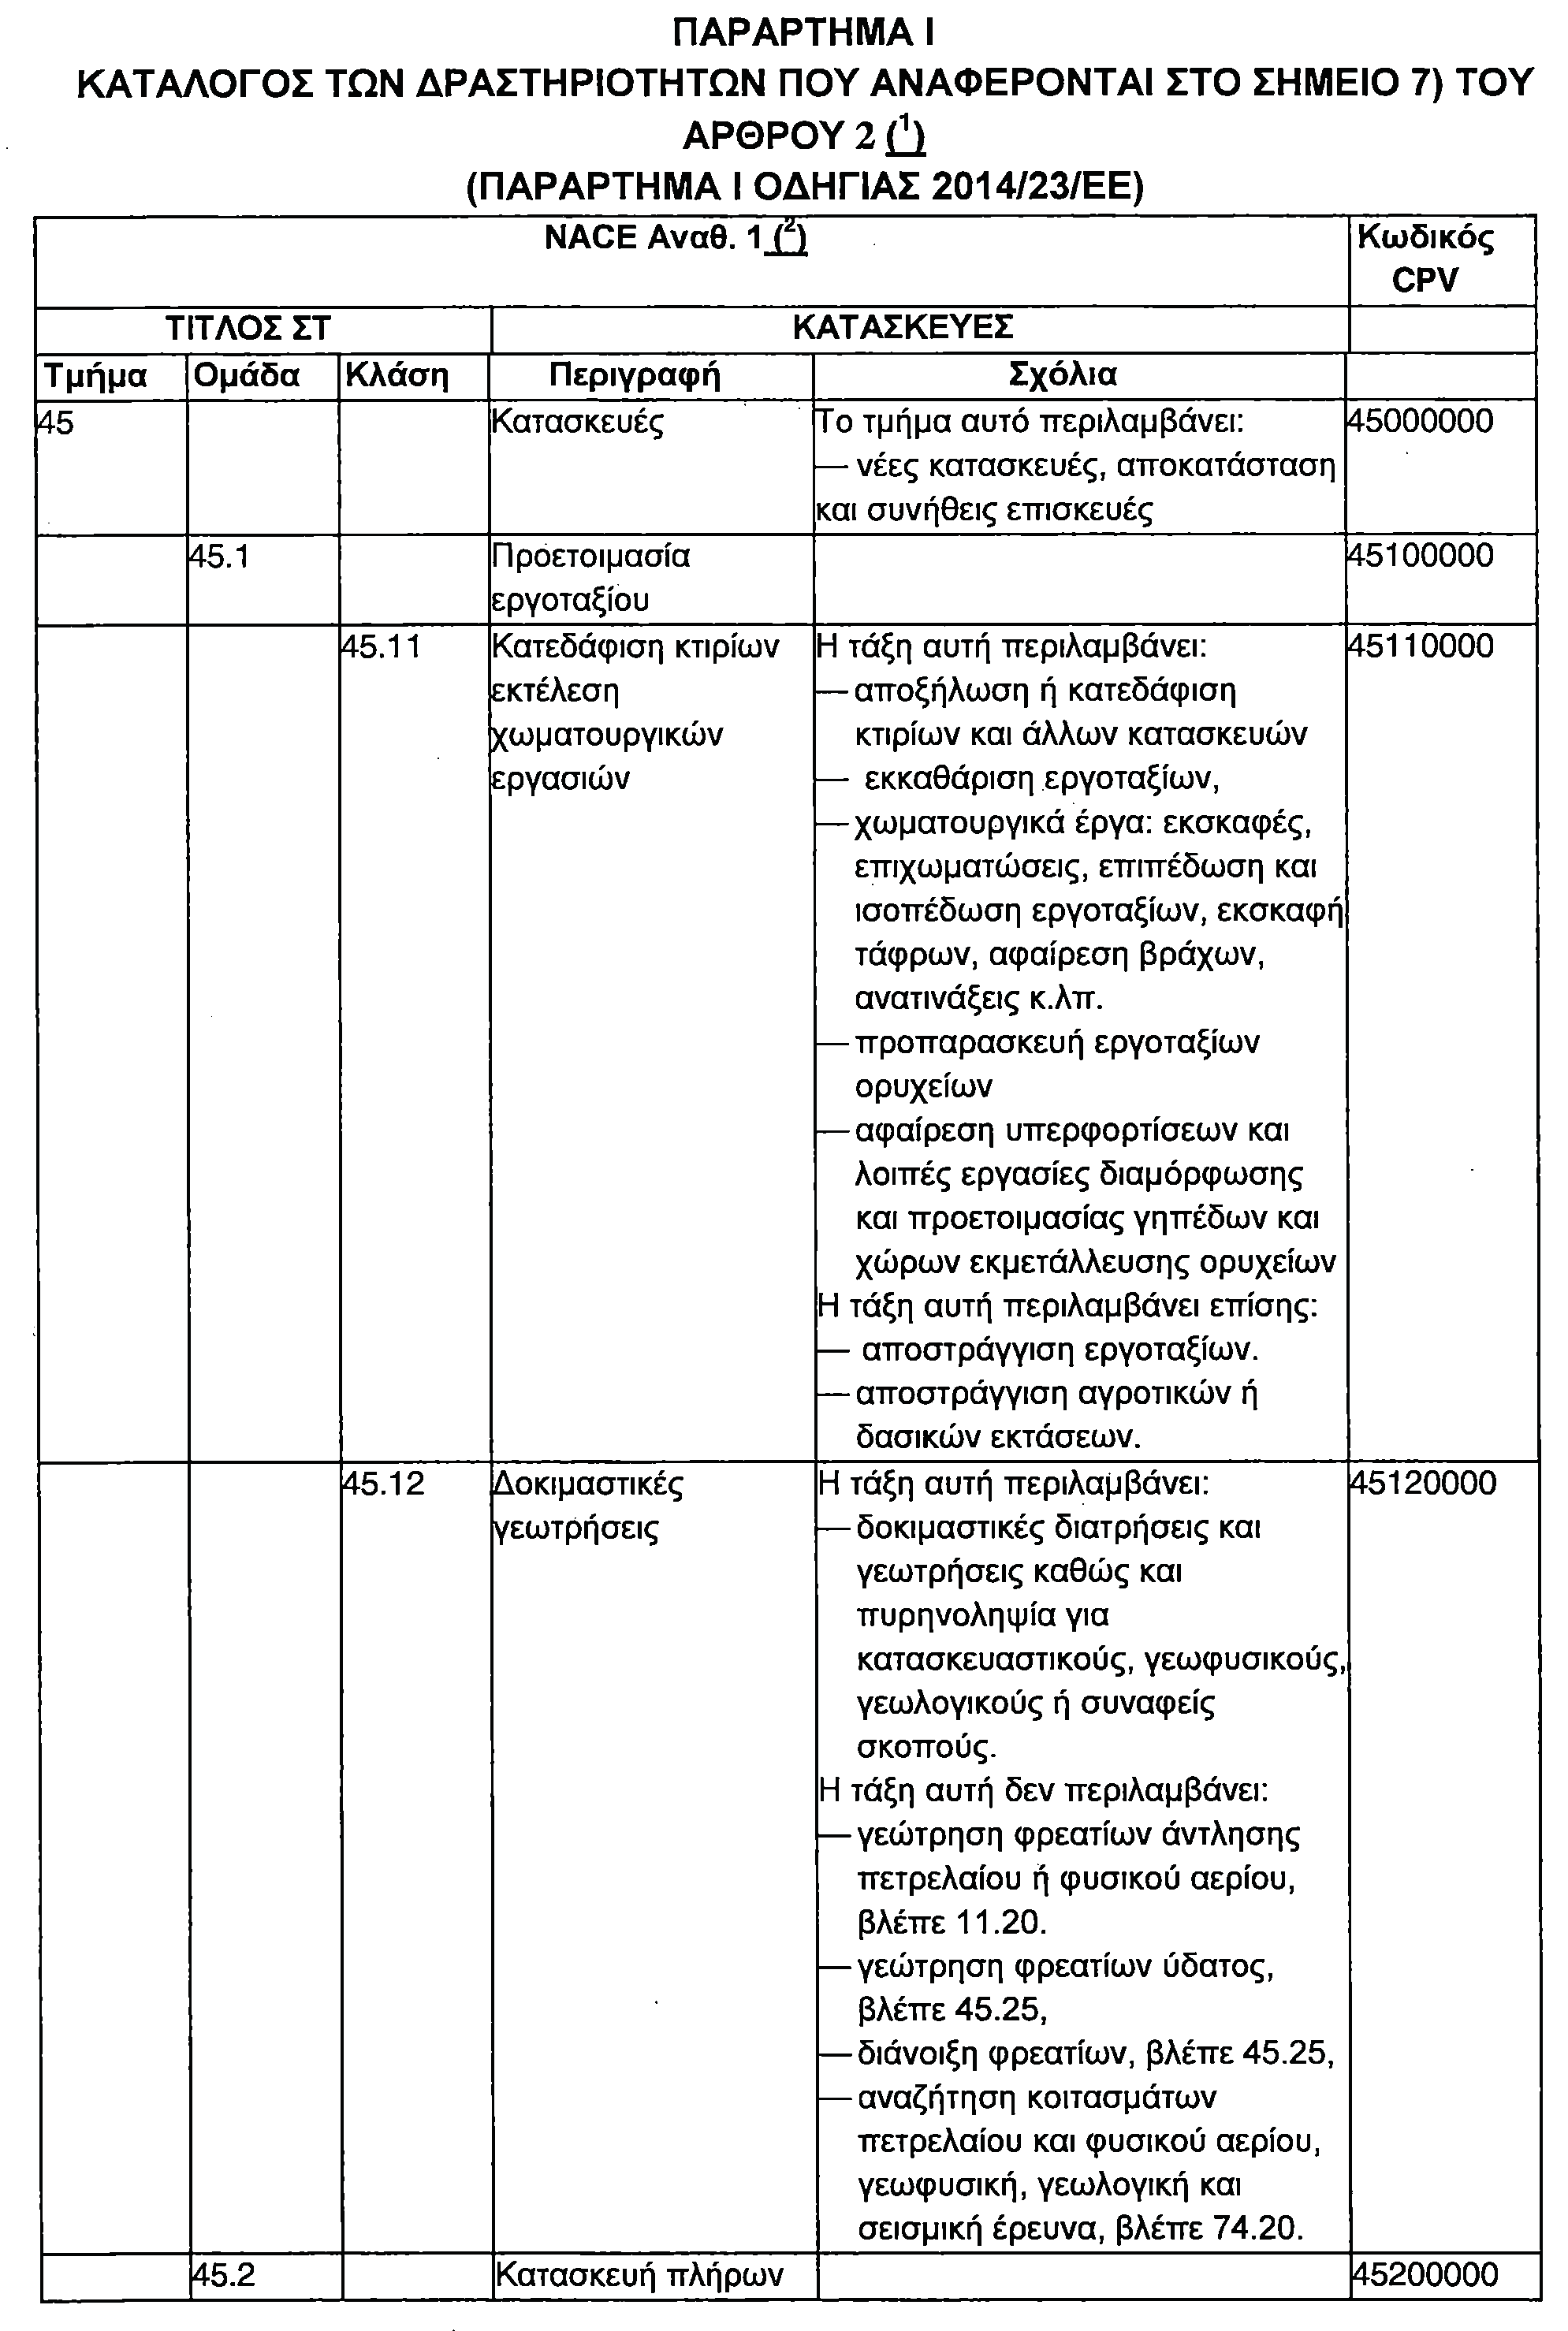 ΠΑΡΑΡΤΗΜΑ Ι
ΚΑΤΑΛΟΓΟΣ ΤΩΝ ΔΡΑΣΤΗΡΙΟΤΗΤΩΝ ΠΟΥ ΑΝΑΦΕΡΟΝΤΑΙ ΣΤΟ ΣΗΜΕΙΟ 7) ΤΟΥ
ΑΡΘΡΟΥ 2 (1)
(ΠΑΡΑΡΤΗΜΑ Ι ΟΔΗΓΙΑΣ 2014/23/ΕΕ)
NACE Αναθ. 1 (2) Κωδικός
CPV
ΤΙΤΛΟΣ ΣΤ ΚΑΤΑΣΚΕΥΕΣ
Τμήμα Ομάδα Κλάση Περιγραφή Σχόλια
45 Κατασκευές Το τμήμα αυτό περιλαμβάνει: 45000000
— νέες κατασκευές, αποκατάσταση
και συνήθεις επισκευές
45.1 Προετοιμασία 45100000
εργοταξίου
45.11 Κατεδάφιση κτιρίων Η τάξη αυτή περιλαμβάνει: 45110000
εκτέλεση — αποξήλωση ή κατεδάφιση
χωματουργικών κτιρίων και άλλων κατασκευών
εργασιών — εκκαθάριση εργοταξίων,
— χωματουργικά έργα: εκσκαφές,
επιχωματώσεις, επιπέδωση και
ισοπέδωση εργοταξίων, εκσκαφή
τάφρων, αφαίρεση βράχων,
ανατινάξεις κ.λπ.
— προπαρασκευή εργοταξίων
ορυχείων
— αφαίρεση υπερφορτίσεων και
λοιπές εργασίες διαμόρφωσης
και προετοιμασίας γηπέδων και
χώρων εκμετάλλευσης ορυχείων
Η τάξη αυτή περιλαμβάνει επίσης:
— αποστράγγιση εργοταξίων.
— αποστράγγιση αγροτικών ή
δασικών εκτάσεων.
45.12 Δοκιμαστικές Η τάξη αυτή περιλαμβάνει: 45120000
γεωτρήσεις — δοκιμαστικές διατρήσεις και
γεωτρήσεις καθώς και
πυρηνοληψία για
κατασκευαστικούς, γεωφυσικούς,
γεωλογικούς ή συναφείς
σκοπούς.
Η τάξη αυτή δεν περιλαμβάνει:
— γεώτρηση φρεατίων άντλησης
πετρελαίου ή φυσικού αερίου,
βλέπε 11.20.
— γεώτρηση φρεατίων ύδατος,
βλέπε 45.25,
— διάνοιξη φρεατίων, βλέπε 45.25,
— αναζήτηση κοιτασμάτων
πετρελαίου και φυσικού αερίου,
γεωφυσική, γεωλογική και
σεισμική έρευνα, βλέπε 74.20.
45.2 Κατασκευή πλήρων 45200000